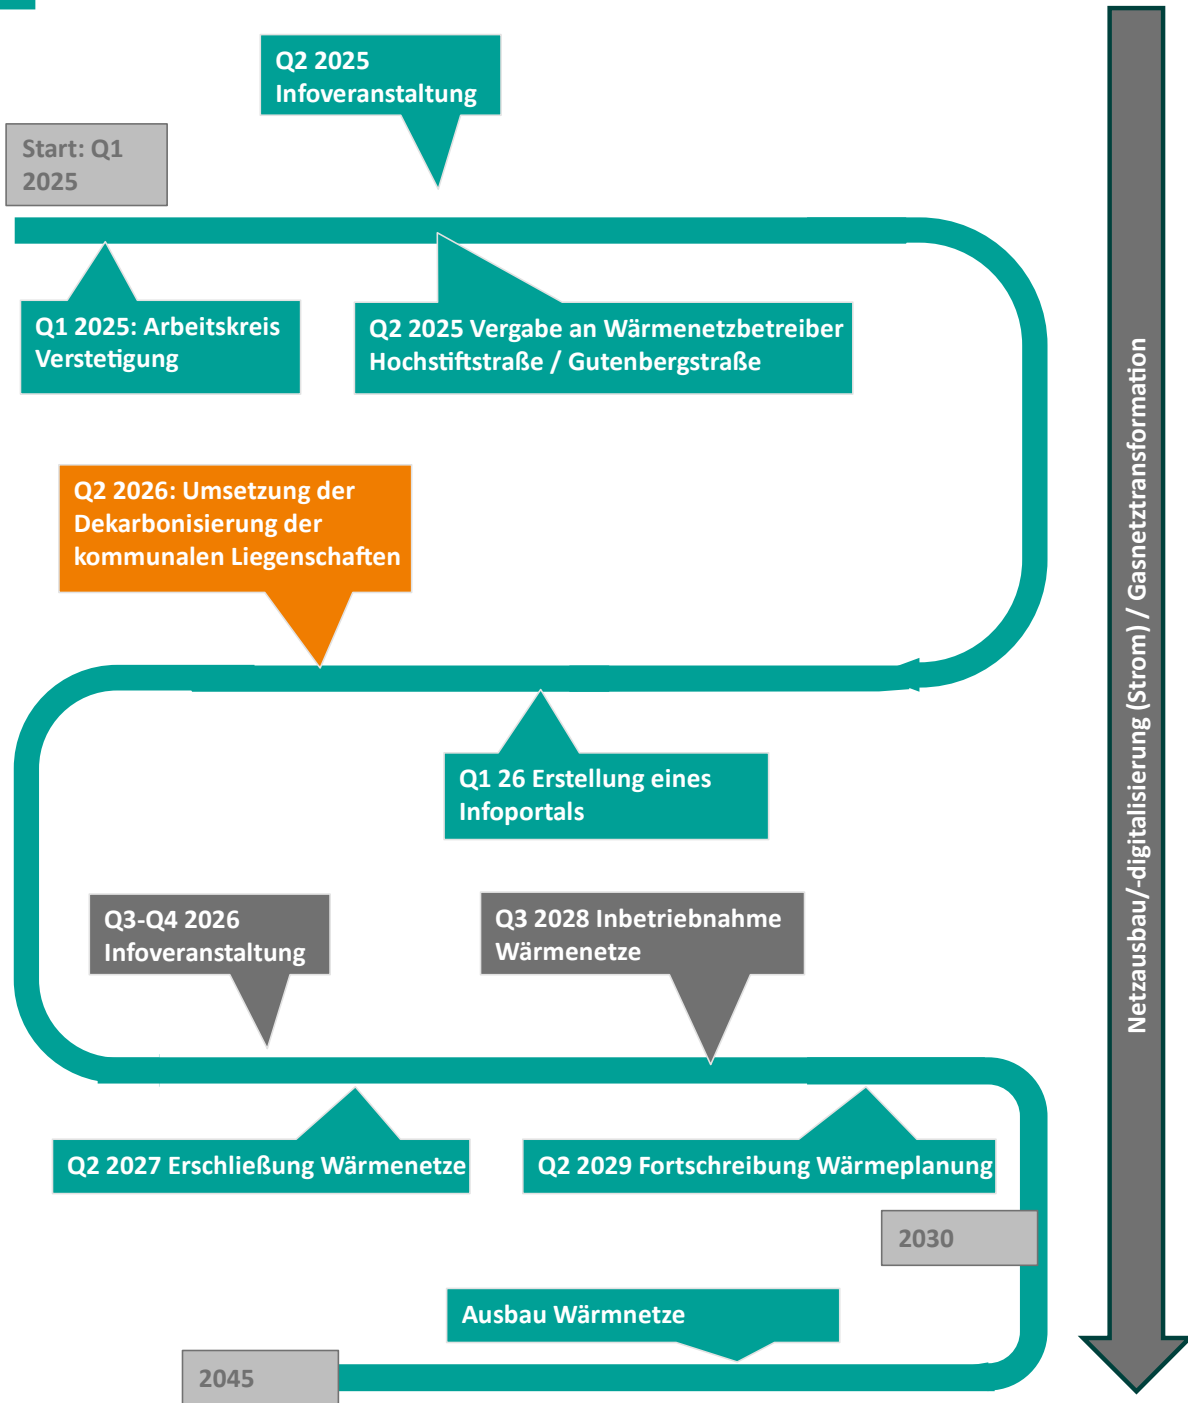 Q2 2025
Infoveranstaltung
Start: Q1
2025
Q1 2025: Arbeitskreis
Verstetigung
Q2 2025 Vergabe an Wärmenetzbetreiber
Hochstiftstraße / Gutenbergstraße
Q2 2026: Umsetzung der
Dekarbonisierung der
kommunalen Liegenschaften
Q1 26 Erstellung eines
Infoportals
Q3-Q4 2026
Infoveranstaltung
Q3 2028 Inbetriebnahme
Wärmenetze
Q2 2027 Erschließung Wärmenetze
Q2 2029 Fortschreibung Wärmeplanung
2030
Ausbau Wärmnetze
2045
Netzausbau/-digitalisierung (Strom) / Gasnetztransformation